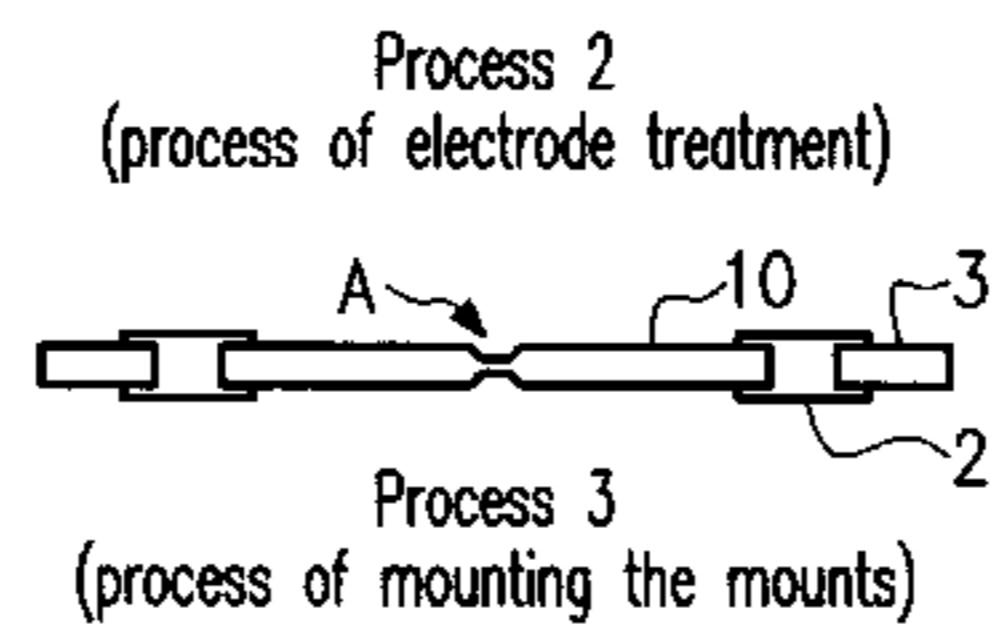 Process 2
(process of electrode treatment)
A
10
3
2
Process 3
(process of mounting the mounts)